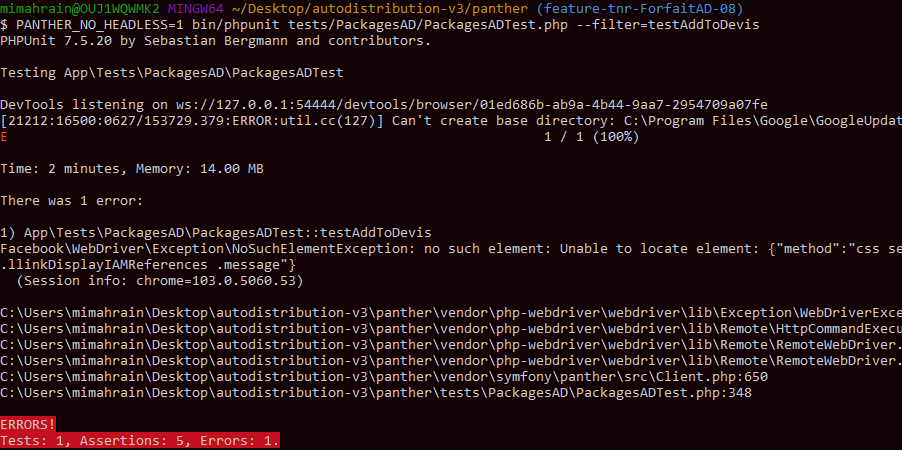 mimahrain@OUJ1WQWMK2 MINGW64 ~/Desktop/autodistribution-v3/panther (feature-tnr-ForfaitAD-08)
$ PANTHER_NO_HEADLESS=1 bin/phpunit tests/PackagesAD/PackagesADTest.php --filter=testAddToDevis
PHPUnit 7.5.20 by Sebastian Bergmann and contributors.
Testing App\Tests\PackagesAD\PackagesADTest
DevTools listening on ws://127.0.0.1:54444/devtools/browser/01ed686b-ab9a-4b44-9aa7-2954709a07fe
[21212:16500:0627/153729.379:ERROR:util.cc(127)] Can't create base directory: C:\Program Files\Google\GoogleUpdat
E 1 / 1 (100%)
Time: 2 minutes, Memory: 14.00 MB
There was 1 error:
1) App\Tests\PackagesAD\PackagesADTest::testAddToDevis
Facebook\WebDriver\Exception\NoSuchElementException: no such element: Unable to locate element: {"method":"css se
.llinkDisplayIAMReferences .message"}
(Session info: chrome=103.0.5060.53)
C:\Users\mimahrain\Desktop\autodistribution-v3\panther\vendor\php-webdriver\webdriver\lib\Exception\WebDriverExce
C:\Users\mimahrain\Desktop\autodistribution-v3\panther\vendor\php-webdriver\webdriver\lib\Remote\HttpCommandExecu
C:\Users\mimahrain\Desktop\autodistribution-v3\panther\vendor\php-webdriver\webdriver\lib\Remote\RemoteWebDriver.
C:\Users\mimahrain\Desktop\autodistribution-v3\panther\vendor\php-webdriver\webdriver\lib\Remote\RemoteWebDriver.
C:\Users\mimahrain\Desktop\autodistribution-v3\panther\vendor\symfony\panther\src\Client.php:650
C:\Users\mimahrain\Desktop\autodistribution-v3\panther\tests\PackagesAD\PackagesADTest.php:348
ERRORS!
Tests: 1, Assertions: 5, Errors: 1.